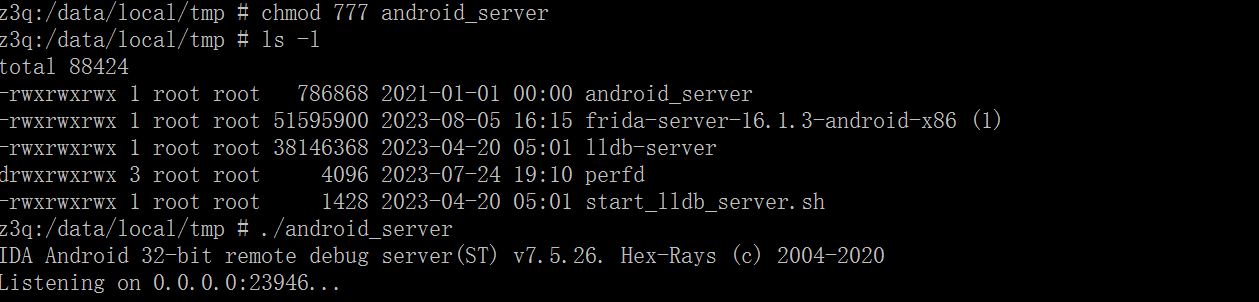 z3q:/data/local/tmp # chmod 777 android_server
z3q:/data/local/tmp # ls -l
total 88424
-rwxrwxrwx 1 root root   786868 2021-01-01 00:00 android_server
-rwxrwxrwx 1 root root 51595900 2023-08-05 16:15 frida-server-16.1.3-android-x86 (1)
-rwxrwxrwx 1 root root 38146368 2023-04-20 05:01 lldb-server
drwxrwxrwx 3 root root     4096 2023-07-24 19:10 perfd
-rwxrwxrwx 1 root root     1428 2023-04-20 05:01 start_lldb_server.sh
z3q:/data/local/tmp # ./android_server
IDA Android 32-bit remote debug server(ST) v7.5.26. Hex-Rays (c) 2004-2020
Listening on 0.0.0.0:23946...